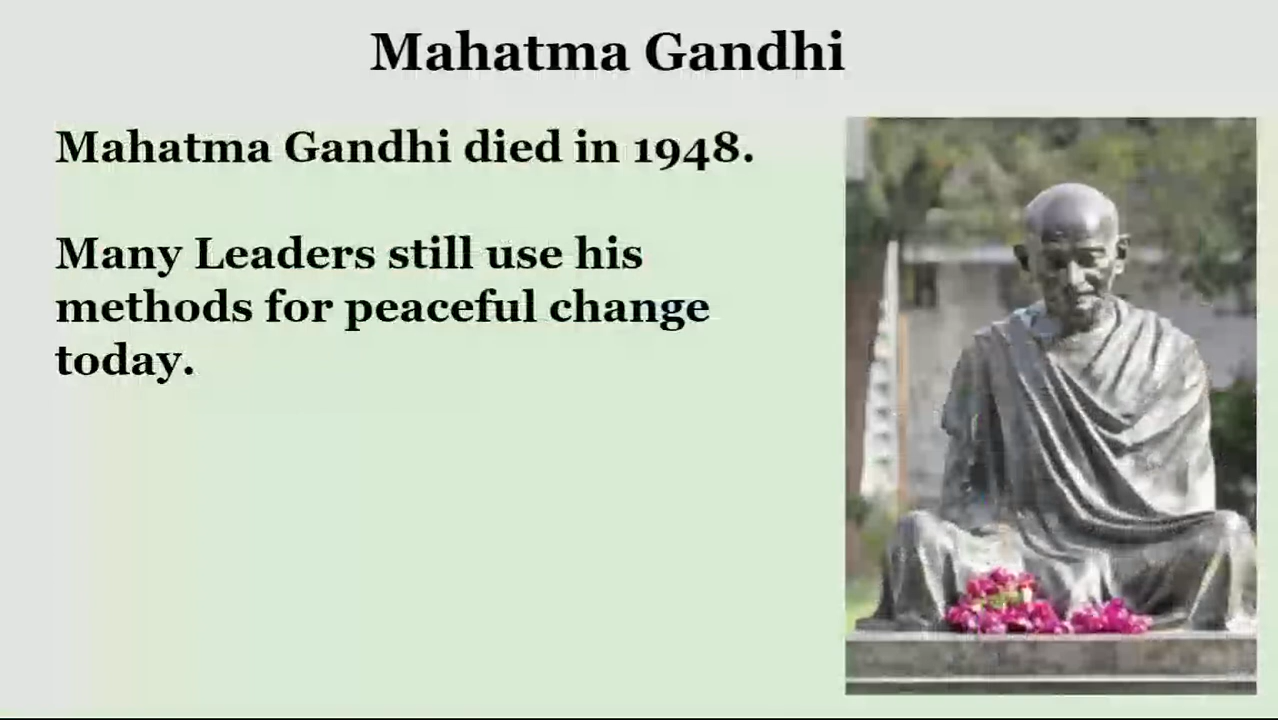 Mahatma Gandhi
Mahatma Gandhi died in 1948.
Many Leaders still use his
methods for peaceful change
today.